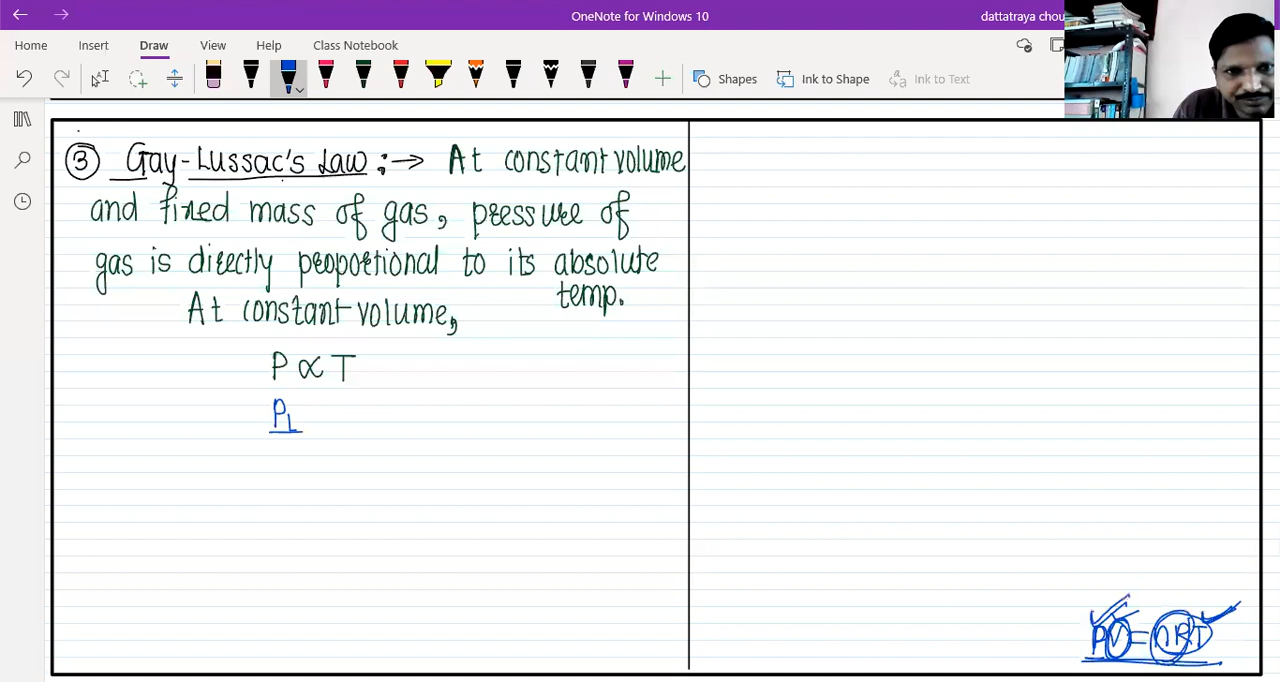 OneNote for Windows 10
dattatraya chou
Home Insert Draw View Help Class Notebook
Shapes Ink to Shape Ink to Text
③ Gay-Lussac's Law :→ At constant volume
and fixed mass of gas, pressure of
gas is directly proportional to its absolute
temp.
At constant volume,
P ∝ T
P₁
PV = nRT